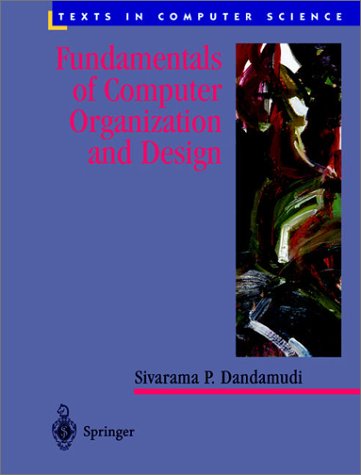 TEXTS IN COMPUTER SCIENCE
Fundamentals
of Computer
Organization
and Design
Sivarama P. Dandamudi
Springer